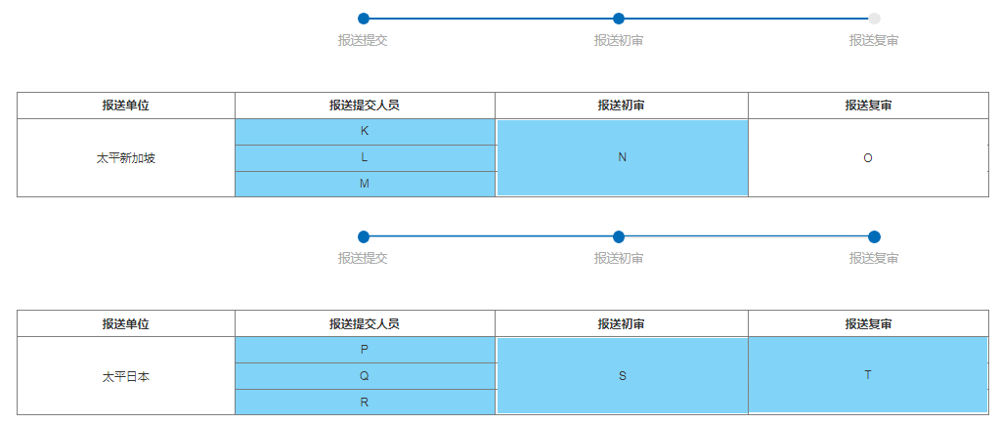 报送提交 报送初审 报送复审
报送单位 报送提交人员 报送初审 报送复审
K
太平新加坡 L N O
M
报送提交 报送初审 报送复审
报送单位 报送提交人员 报送初审 报送复审
P
太平日本 Q S T
R